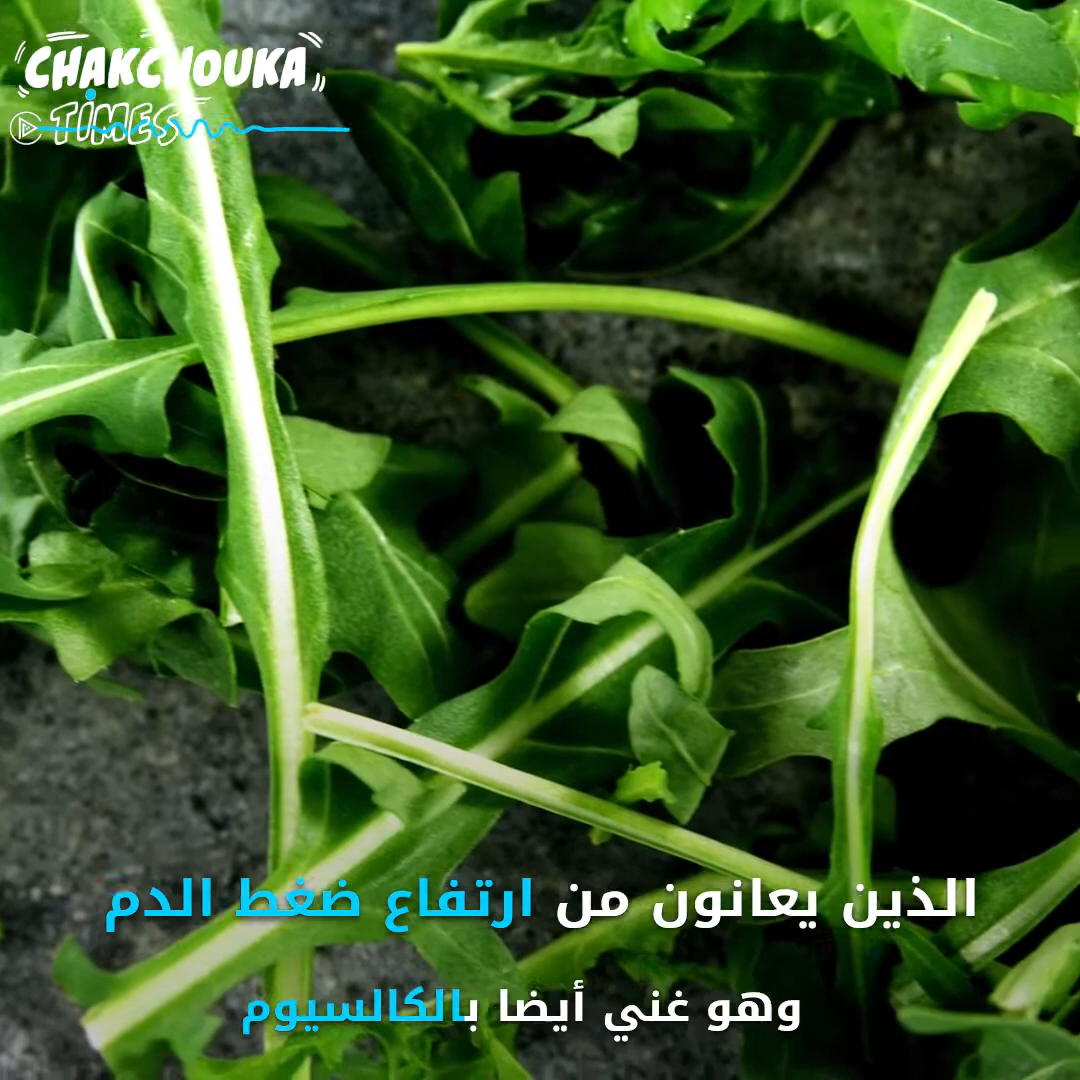 CHAKCHOUKA
TIMES
الذين يعانون من ارتفاع ضغط الدم
وهو غني أيضا بالكالسيوم